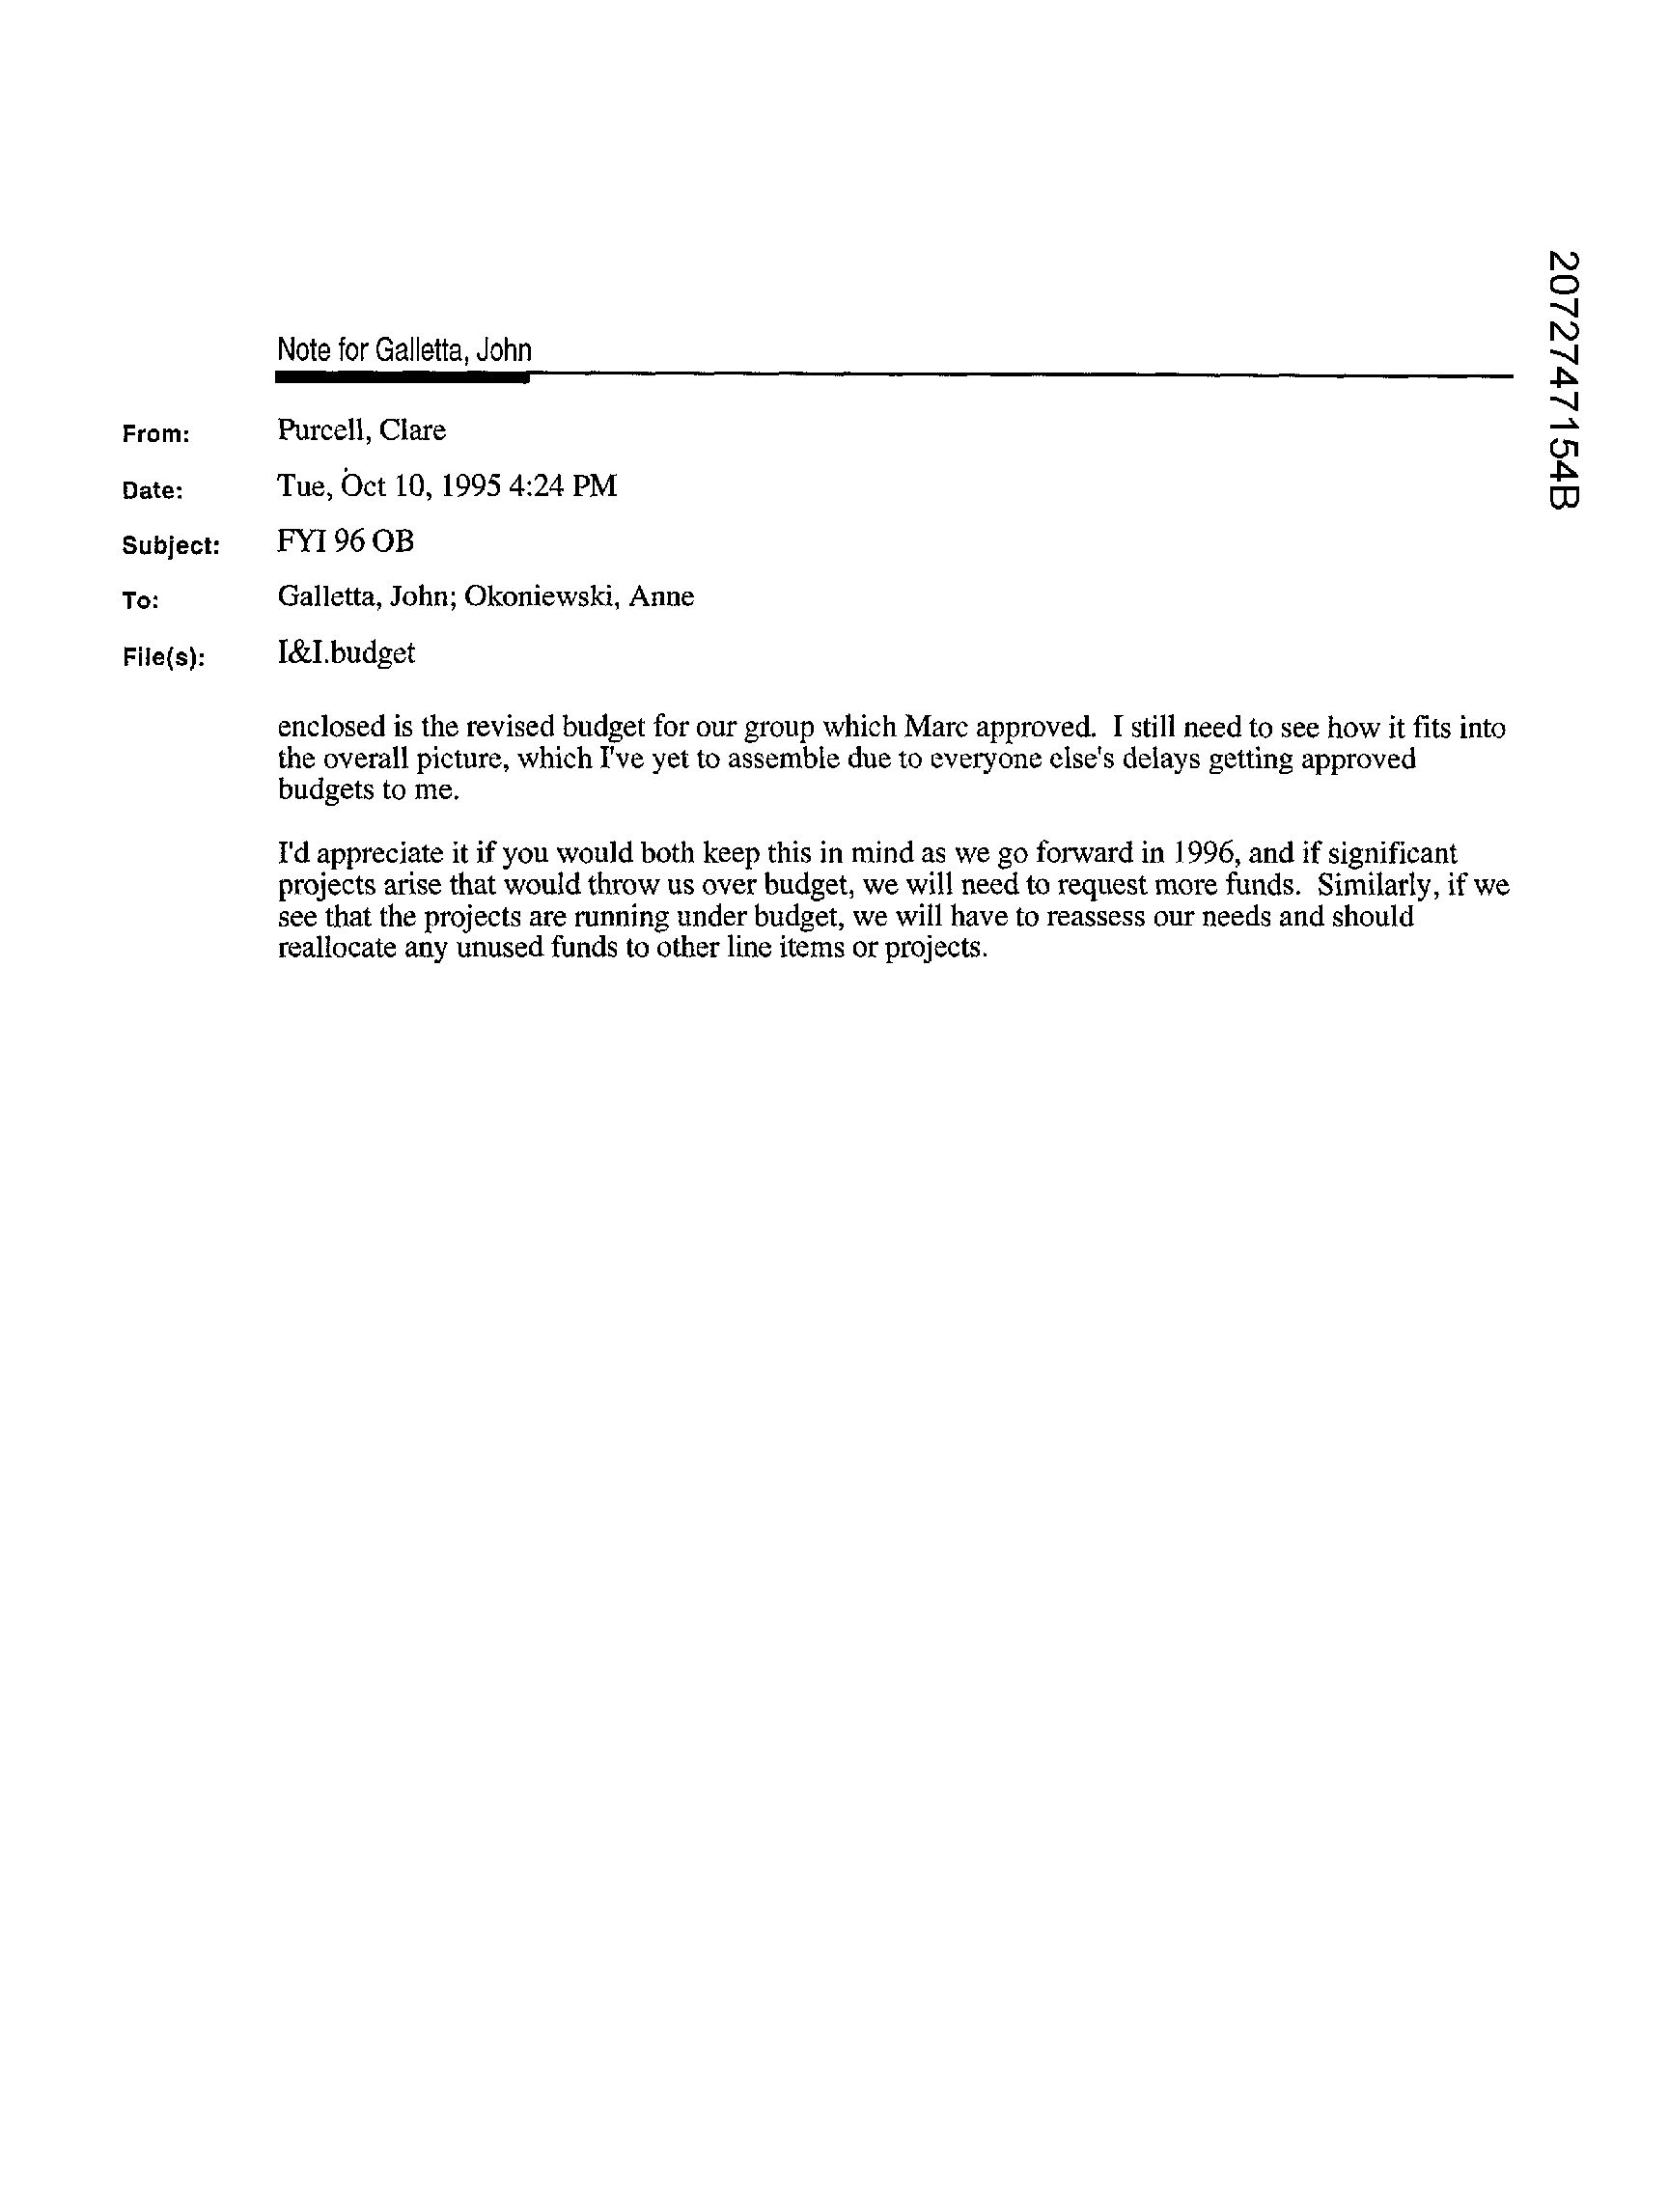 2072747154B
Note for Galletta, John
From: Purcell, Clare
Date: Tue, Oct 10, 1995 4:24 PM
Subject: FYI 96 OB
To: Galletta, John; Okoniewski, Anne
File(s): I&I.budget
enclosed is the revised budget for our group which Marc approved.  I still need to see how it fits into
the overall picture, which I've yet to assemble due to everyone else's delays getting approved
budgets to me.
I'd appreciate it if you would both keep this in mind as we go forward in 1996, and if significant
projects arise that would throw us over budget, we will need to request more funds.  Similarly, if we
see that the projects are running under budget, we will have to reassess our needs and should
reallocate any unused funds to other line items or projects.